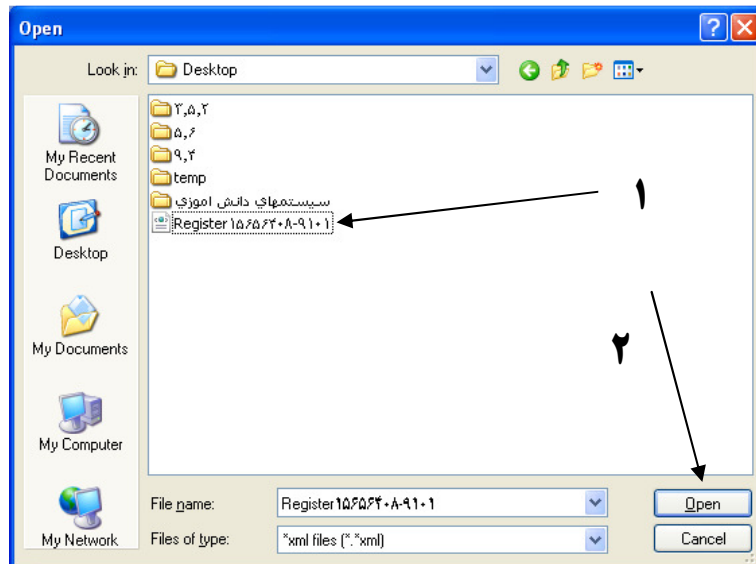 Open
Look in: Desktop
My Recent Documents
Desktop
My Documents
My Computer
My Network
۳,۵,۲
۵,۶
۹,۴
temp
سيستمهاي دانش اموزي
Register۱۵۶۵۶۴۰۸-۹۱۰۱
۱
۲
File name: Register۱۵۶۵۶۴۰۸-۹۱۰۱ Open
Files of type: *xml files (*.*xml) Cancel